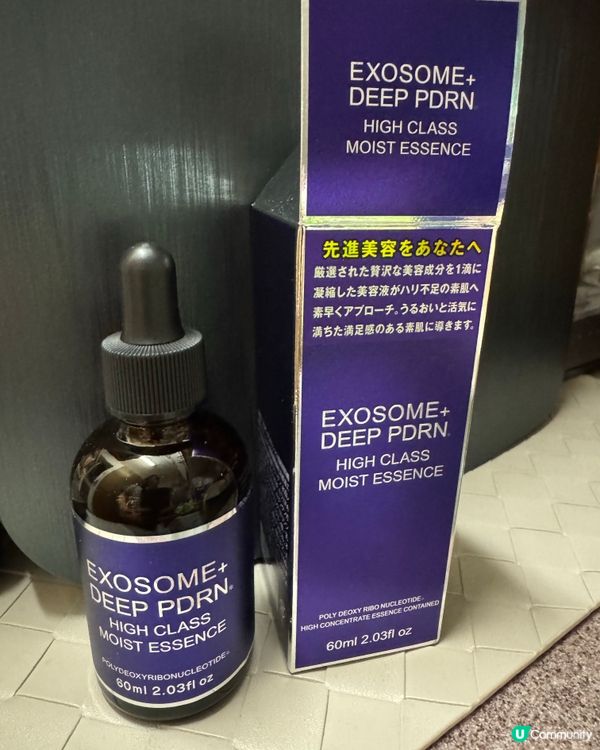 EXOSOME+
DEEP PDRN
HIGH CLASS
MOIST ESSENCE
先進美容をあなたへ
厳選された贅沢な美容成分を1滴に
凝縮した美容液がハリ不足の素肌へ
素早くアプローチ。うるおいと活気に
満ちた満足感のある素肌に導きます。
EXOSOME+
DEEP PDRN
HIGH CLASS
MOIST ESSENCE
POLY DEOXY RIBO NUCLEOTIDE
HIGH CONCENTRATE ESSENCE CONTAINED
60ml 2.03fl oz
EXOSOME+
DEEP PDRN
HIGH CLASS
MOIST ESSENCE
POLYDEOXYRIBONUCLEOTIDE
60ml 2.03fl oz
U Community